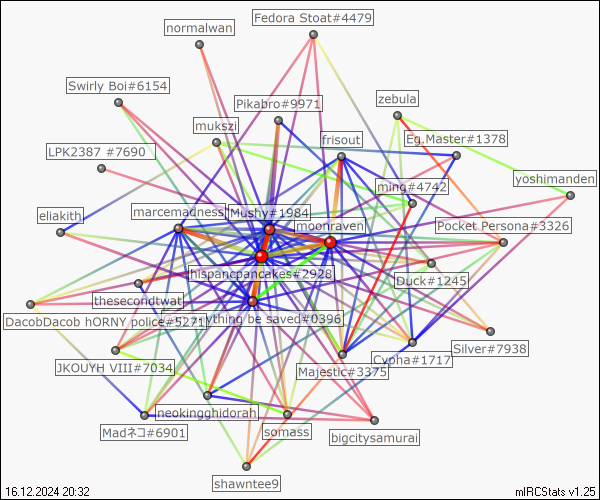 Fedora Stoat#4479
normalwan
Swirly Boi#6154
Pikabro#9971
zebula
mukszi
Eg.Master#1378
frisout
LPK2387 #7690
ming#4742
yoshimanden
eliakith
marcemadness
Mushy#1984
moonraven
Pocket Persona#3326
hispancpancakes#2928
Duck#1245
thesecondtwat
DacobDacob hORNY police#5271
ything be saved#0396
Silver#7938
JKOUYH VIII#7034
Majestic#3375
Cypha#1717
neokingghidorah
Madネコ#6901
somass
bigcitysamurai
shawntee9
16.12.2024 20:32
mIRCStats v1.25